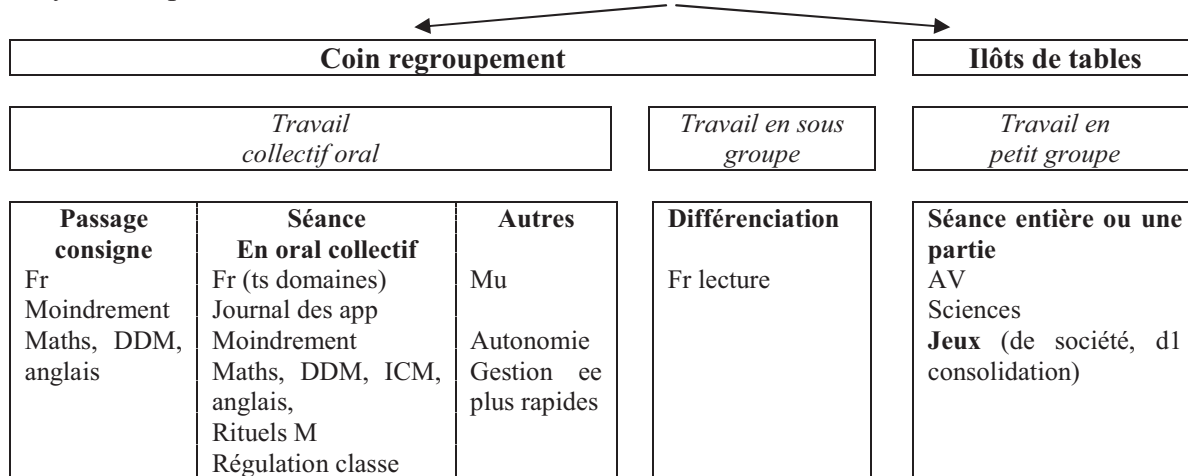 Coin regroupement
Ilôts de tables
Travail
collectif oral
Travail en sous
groupe
Travail en
petit groupe
Passage
consigne
Fr
Moindrement
Maths, DDM,
anglais
Séance
En oral collectif
Fr (ts domaines)
Journal des app
Moindrement
Maths, DDM, ICM,
anglais,
Rituels M
Régulation classe
Autres
Mu
Autonomie
Gestion ee
plus rapides
Différenciation
Fr lecture
Séance entière ou une
partie
AV
Sciences
Jeux (de société, d1
consolidation)